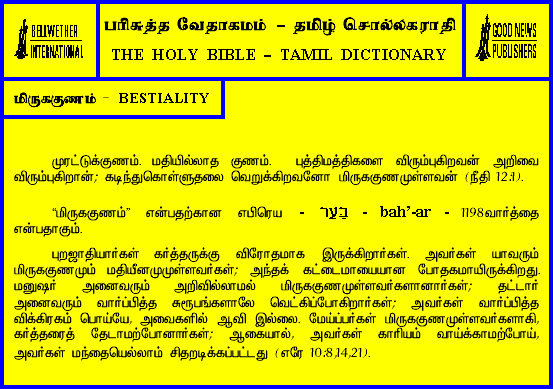 BELLWETHER
INTERNATIONAL
பரிசுத்த வேதாகமம் – தமிழ் சொல்லகராதி
THE HOLY BIBLE – TAMIL DICTIONARY
GOOD NEWS
PUBLISHERS
மிருககுணம் – BESTIALITY
முரட்டுக்குணம். மதியில்லாத குணம். புத்திமத்திகளை விரும்புகிறவன் அறிவை
விரும்புகிறான்; கடிந்துகொள்ளுதலை வெறுக்கிறவனோ மிருககுணமுள்ளவன் (நீதி 12:1).
“மிருககுணம்” என்பதற்கான எபிரெய - בַּעַר - bah’-ar - 1198வார்த்தை
என்பதாகும்.
புறஜாதியார்கள் கர்த்தருக்கு விரோதமாக இருக்கிறார்கள். அவர்கள் யாவரும்
மிருககுணமும் மதியீனமுமுள்ளவர்கள்; அந்தக் கட்டைமாயையான போதகமாயிருக்கிறது.
மனுஷர் அனைவரும் அறிவில்லாமல் மிருககுணமுள்ளவர்களானார்கள்; தட்டார்
அனைவரும் வார்ப்பித்த சுரூபங்களாலே வெட்கிப்போகிறார்கள்; அவர்கள் வார்ப்பித்த
விக்கிரகம் பொய்யே, அவைகளில் ஆவி இல்லை. மேய்ப்பர்கள் மிருககுணமுள்ளவர்களாகி,
கர்த்தரைத் தேடாமற்போனார்கள்; ஆகையால், அவர்கள் காரியம் வாய்க்காமற்போய்,
அவர்கள் மந்தையெல்லாம் சிதறடிக்கப்பட்டது (எரே 10:8,14,21).